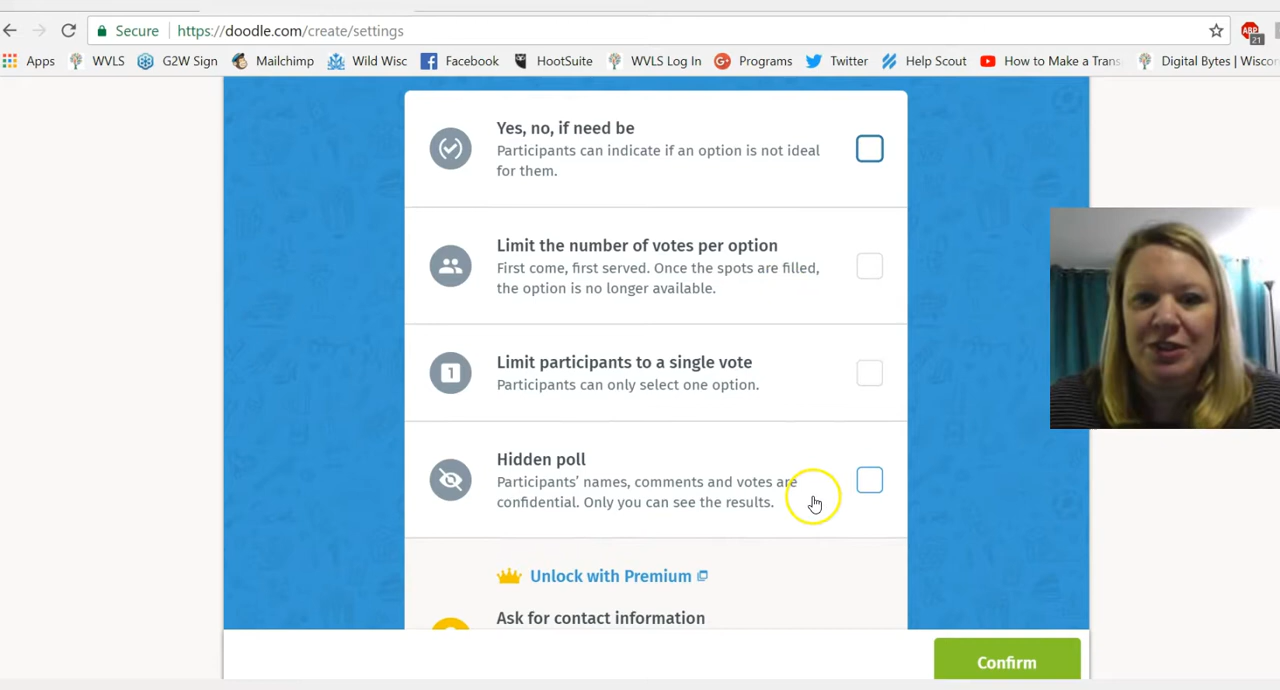 Secure https://doodle.com/create/settings
ABP
21
Apps WVLS G2W Sign Mailchimp Wild Wisc Facebook HootSuite WVLS Log In Programs Twitter Help Scout How to Make a Trans Digital Bytes | Wiscon
Yes, no, if need be
Participants can indicate if an option is not ideal
for them.
Limit the number of votes per option
First come, first served. Once the spots are filled,
the option is no longer available.
1
Limit participants to a single vote
Participants can only select one option.
Hidden poll
Participants’ names, comments and votes are
confidential. Only you can see the results.
Unlock with Premium
Ask for contact information
Confirm